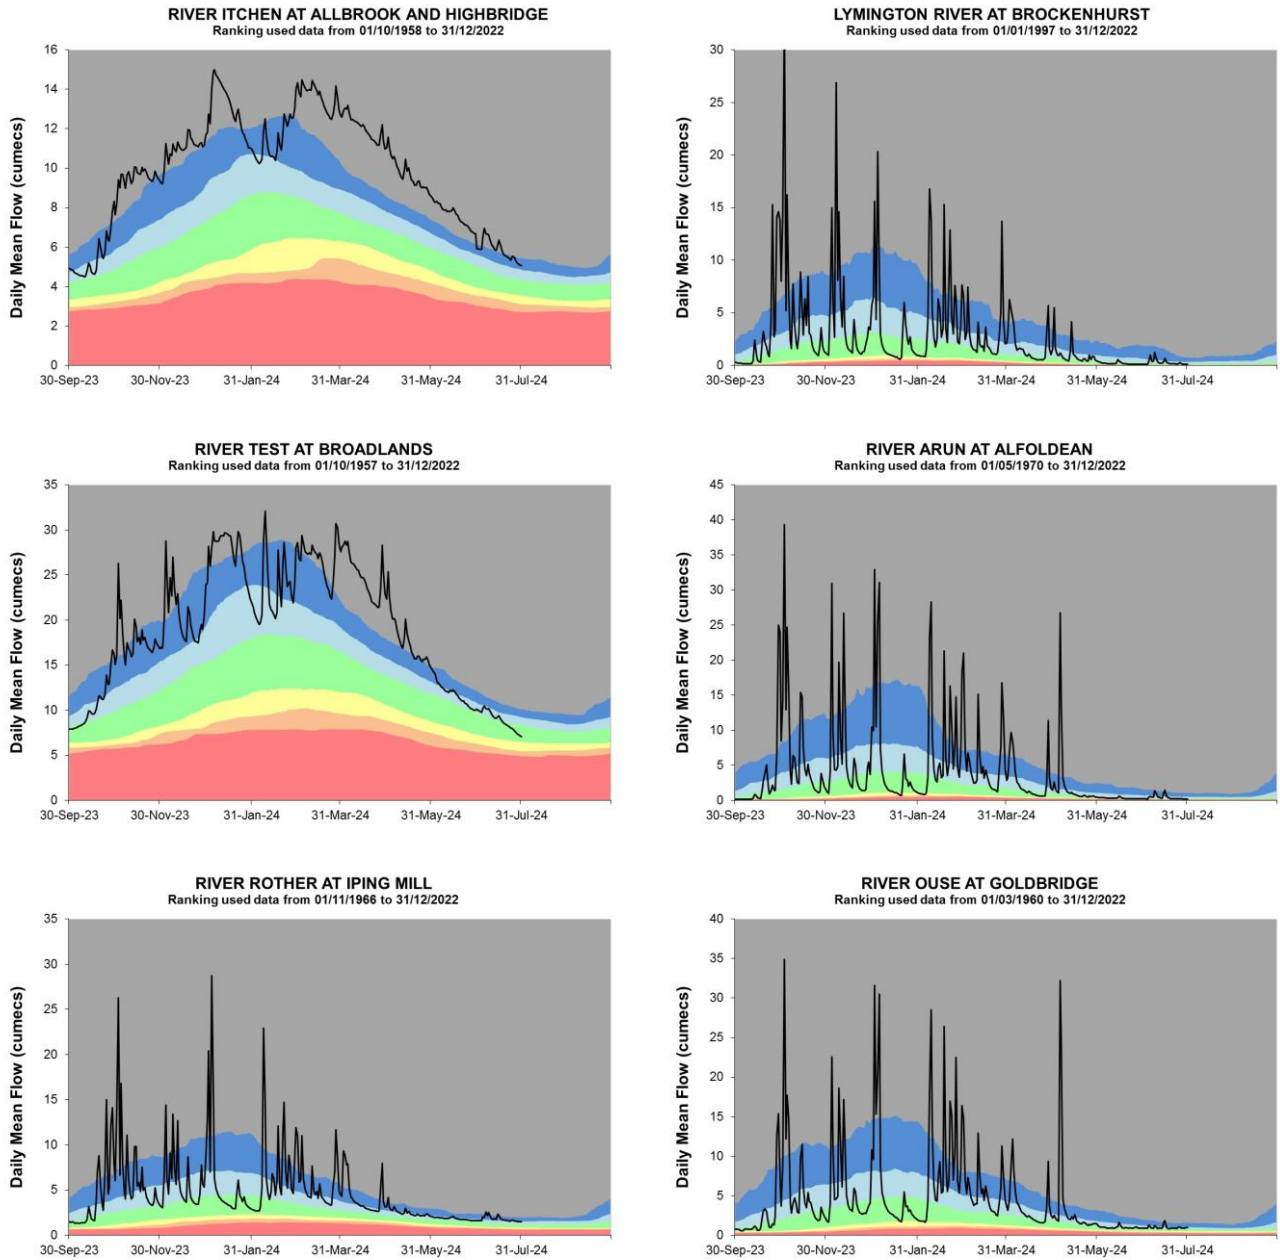 RIVER ITCHEN AT ALLBROOK AND HIGHBRIDGE
Ranking used data from 01/10/1958 to 31/12/2022
Daily Mean Flow (cumecs)
16
14
12
10
8
6
4
2
0
30-Sep-23 30-Nov-23 31-Jan-24 31-Mar-24 31-May-24 31-Jul-24
LYMINGTON RIVER AT BROCKENHURST
Ranking used data from 01/01/1997 to 31/12/2022
Daily Mean Flow (cumecs)
30
25
20
15
10
5
0
30-Sep-23 30-Nov-23 31-Jan-24 31-Mar-24 31-May-24 31-Jul-24
RIVER TEST AT BROADLANDS
Ranking used data from 01/10/1957 to 31/12/2022
Daily Mean Flow (cumecs)
35
30
25
20
15
10
5
0
30-Sep-23 30-Nov-23 31-Jan-24 31-Mar-24 31-May-24 31-Jul-24
RIVER ARUN AT ALFOLDEAN
Ranking used data from 01/05/1970 to 31/12/2022
Daily Mean Flow (cumecs)
45
40
35
30
25
20
15
10
5
0
30-Sep-23 30-Nov-23 31-Jan-24 31-Mar-24 31-May-24 31-Jul-24
RIVER ROTHER AT IPING MILL
Ranking used data from 01/11/1966 to 31/12/2022
Daily Mean Flow (cumecs)
35
30
25
20
15
10
5
0
30-Sep-23 30-Nov-23 31-Jan-24 31-Mar-24 31-May-24 31-Jul-24
RIVER OUSE AT GOLDBRIDGE
Ranking used data from 01/03/1960 to 31/12/2022
Daily Mean Flow (cumecs)
40
35
30
25
20
15
10
5
0
30-Sep-23 30-Nov-23 31-Jan-24 31-Mar-24 31-May-24 31-Jul-24